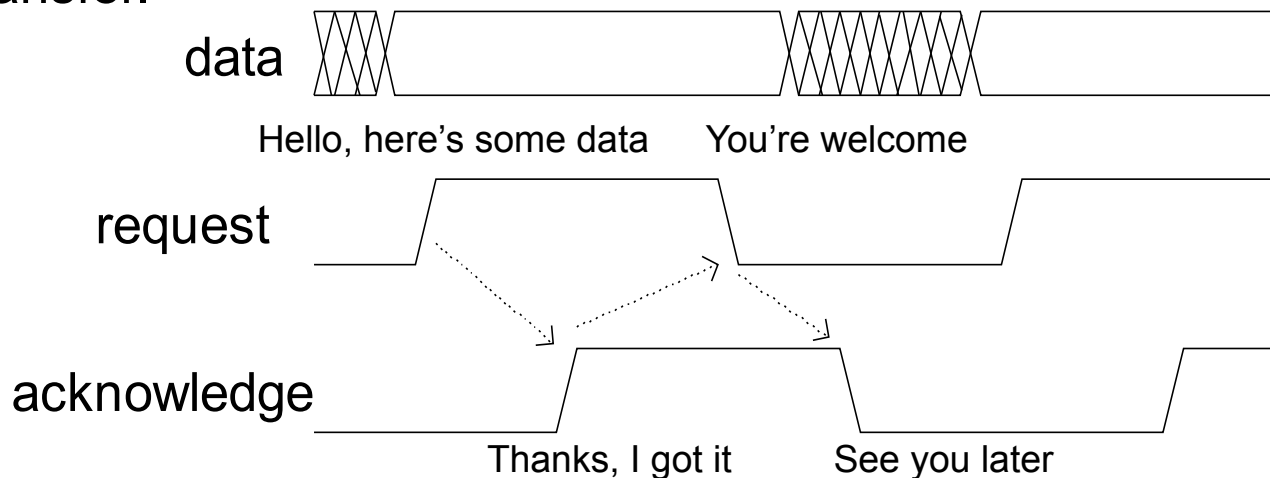 data
Hello, here's some data You're welcome
request
acknowledge
Thanks, I got it See you later